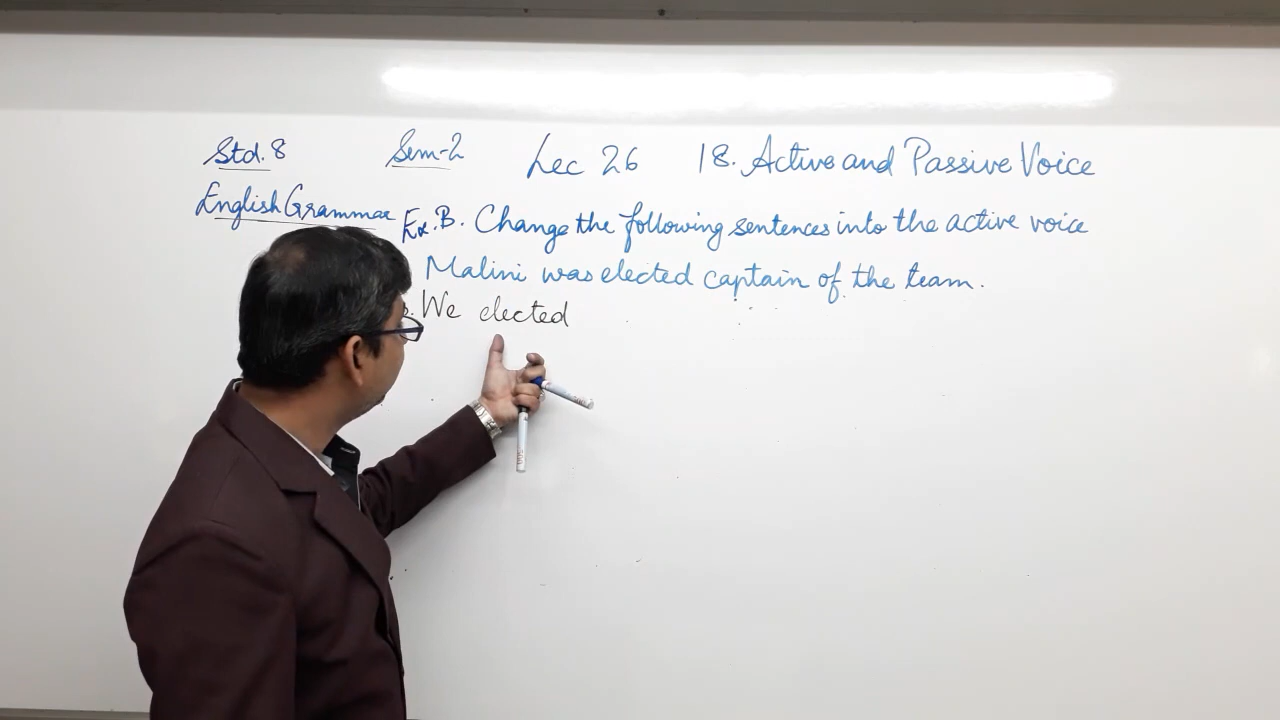 Std. 8 Sem-2 Lec 26 18. Active and Passive Voice
English Grammar Ex. B. Change the following sentences into the active voice
Malini was elected captain of the team.
We elected